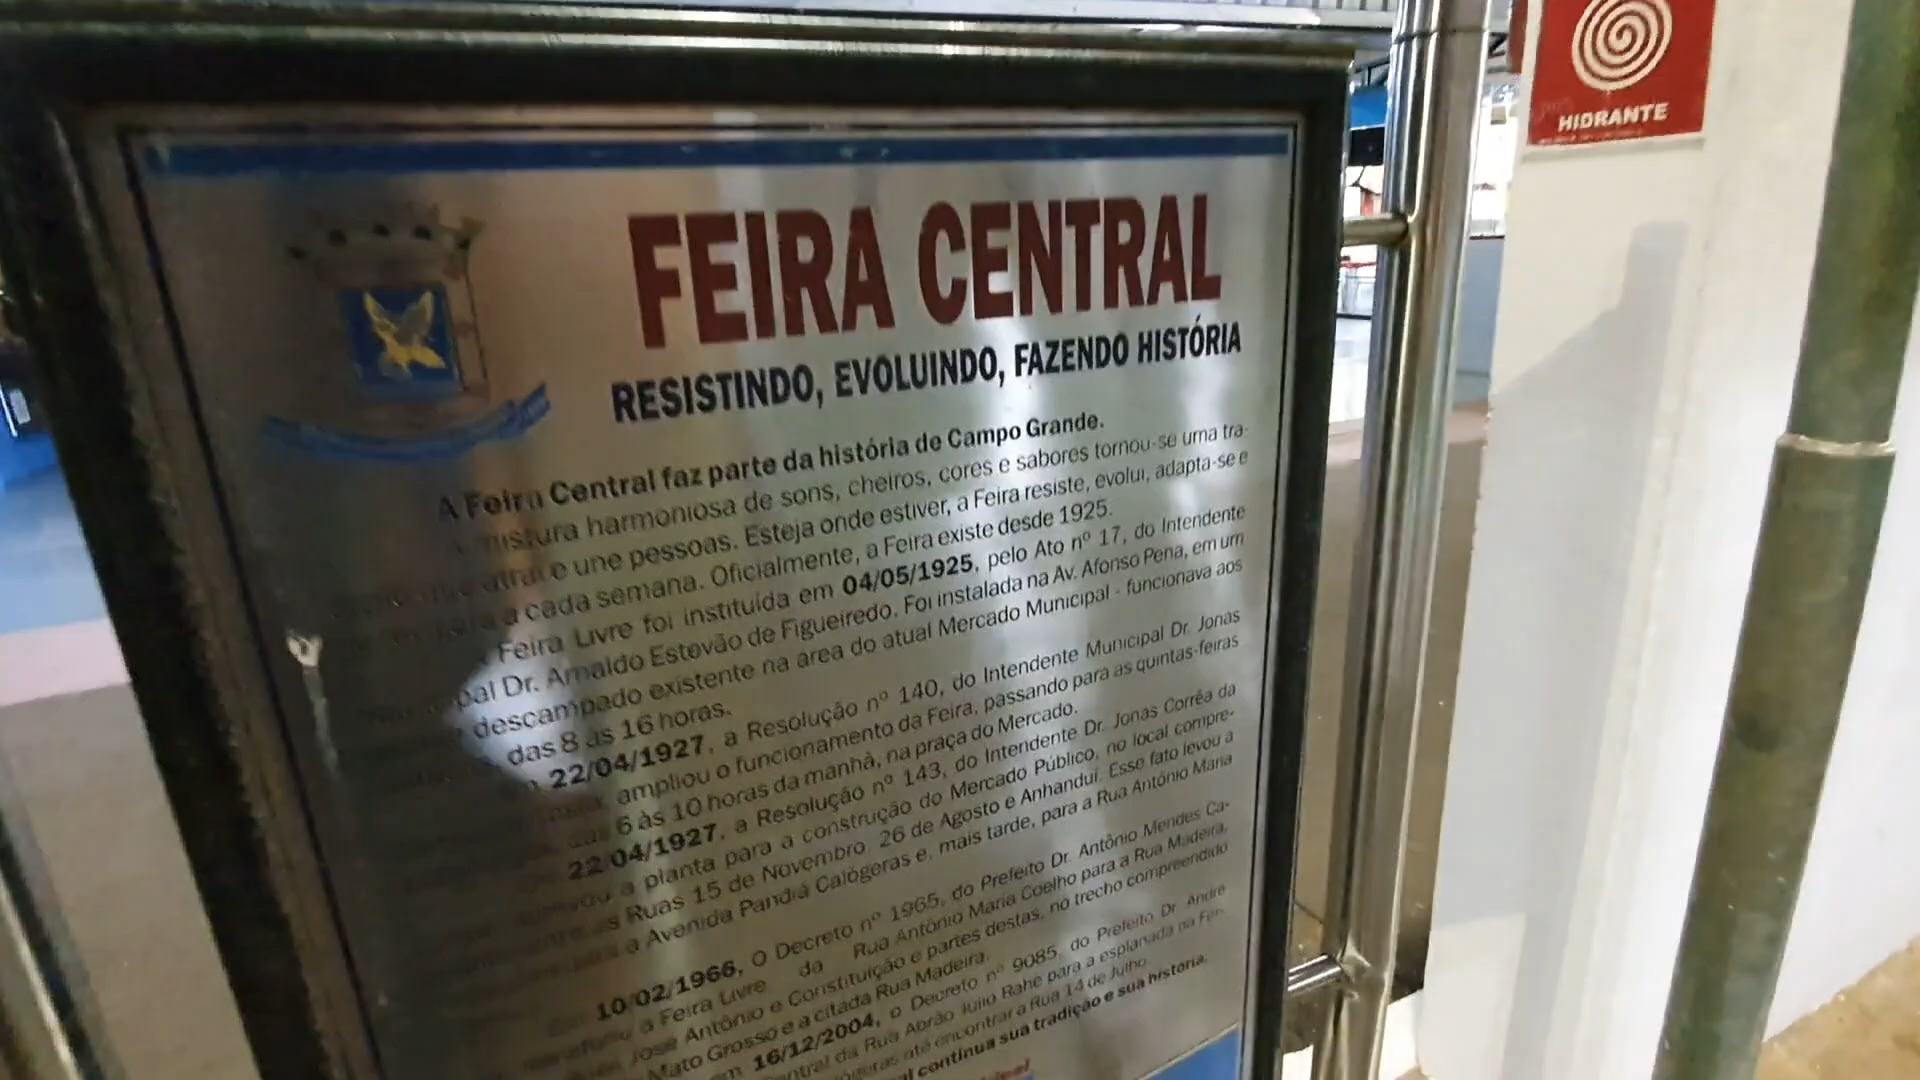 HIDRANTE
FEIRA CENTRAL
RESISTINDO, EVOLUINDO, FAZENDO HISTÓRIA
A Feira Central faz parte da história de Campo Grande.
mistura harmoniosa de sons, cheiros, cores e sabores tornou-se uma tra-
atrai e une pessoas. Esteja onde estiver, a Feira resiste, evolui, adapta-se e
a cada semana. Oficialmente, a Feira existe desde 1925.
Feira Livre foi instituída em 04/05/1925, pelo Ato nº 17, do Intendente
pal Dr. Arnaldo Estevão de Figueiredo. Foi instalada na Av. Afonso Pena, em um
descampado existente na área do atual Mercado Municipal - funcionava aos
das 8 às 16 horas.
22/04/1927, a Resolução nº 140, do Intendente Municipal Dr. Jonas
ampliou o funcionamento da Feira, passando para as quintas-feiras
das 6 às 10 horas da manhã, na praça do Mercado.
22/04/1927, a Resolução nº 143, do Intendente Dr. Jonas Corrêa da
a planta para a construção do Mercado Público, no local compre-
as Ruas 15 de Novembro, 26 de Agosto e Anhanduí. Esse fato levou a
para a Avenida Pandiá Calógeras e, mais tarde, para a Rua Antônio Maria
10/02/1966, o Decreto nº 1965, do Prefeito Dr. Antônio Mendes Ca-
a Feira Livre da Rua Antônio Maria Coelho para a Rua Madeira,
José Antônio e Constituição e partes destas, no trecho compreendido
Mato Grosso e a citada Rua Madeira.
16/12/2004, o Decreto nº 9085, do Prefeito Dr. André
da Rua Abrão Júlio Rahe para a esplanada na Fer-
até encontrar a Rua 14 de Julho.
continua sua tradição e sua história.